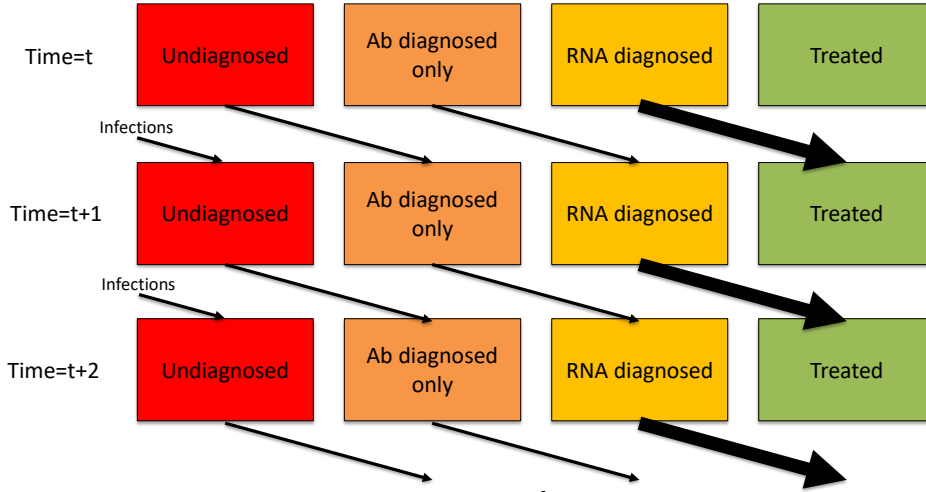 Time=t
Undiagnosed
Ab diagnosed
only
RNA diagnosed
Treated
Infections
Time=t+1
Undiagnosed
Ab diagnosed
only
RNA diagnosed
Treated
Infections
Time=t+2
Undiagnosed
Ab diagnosed
only
RNA diagnosed
Treated